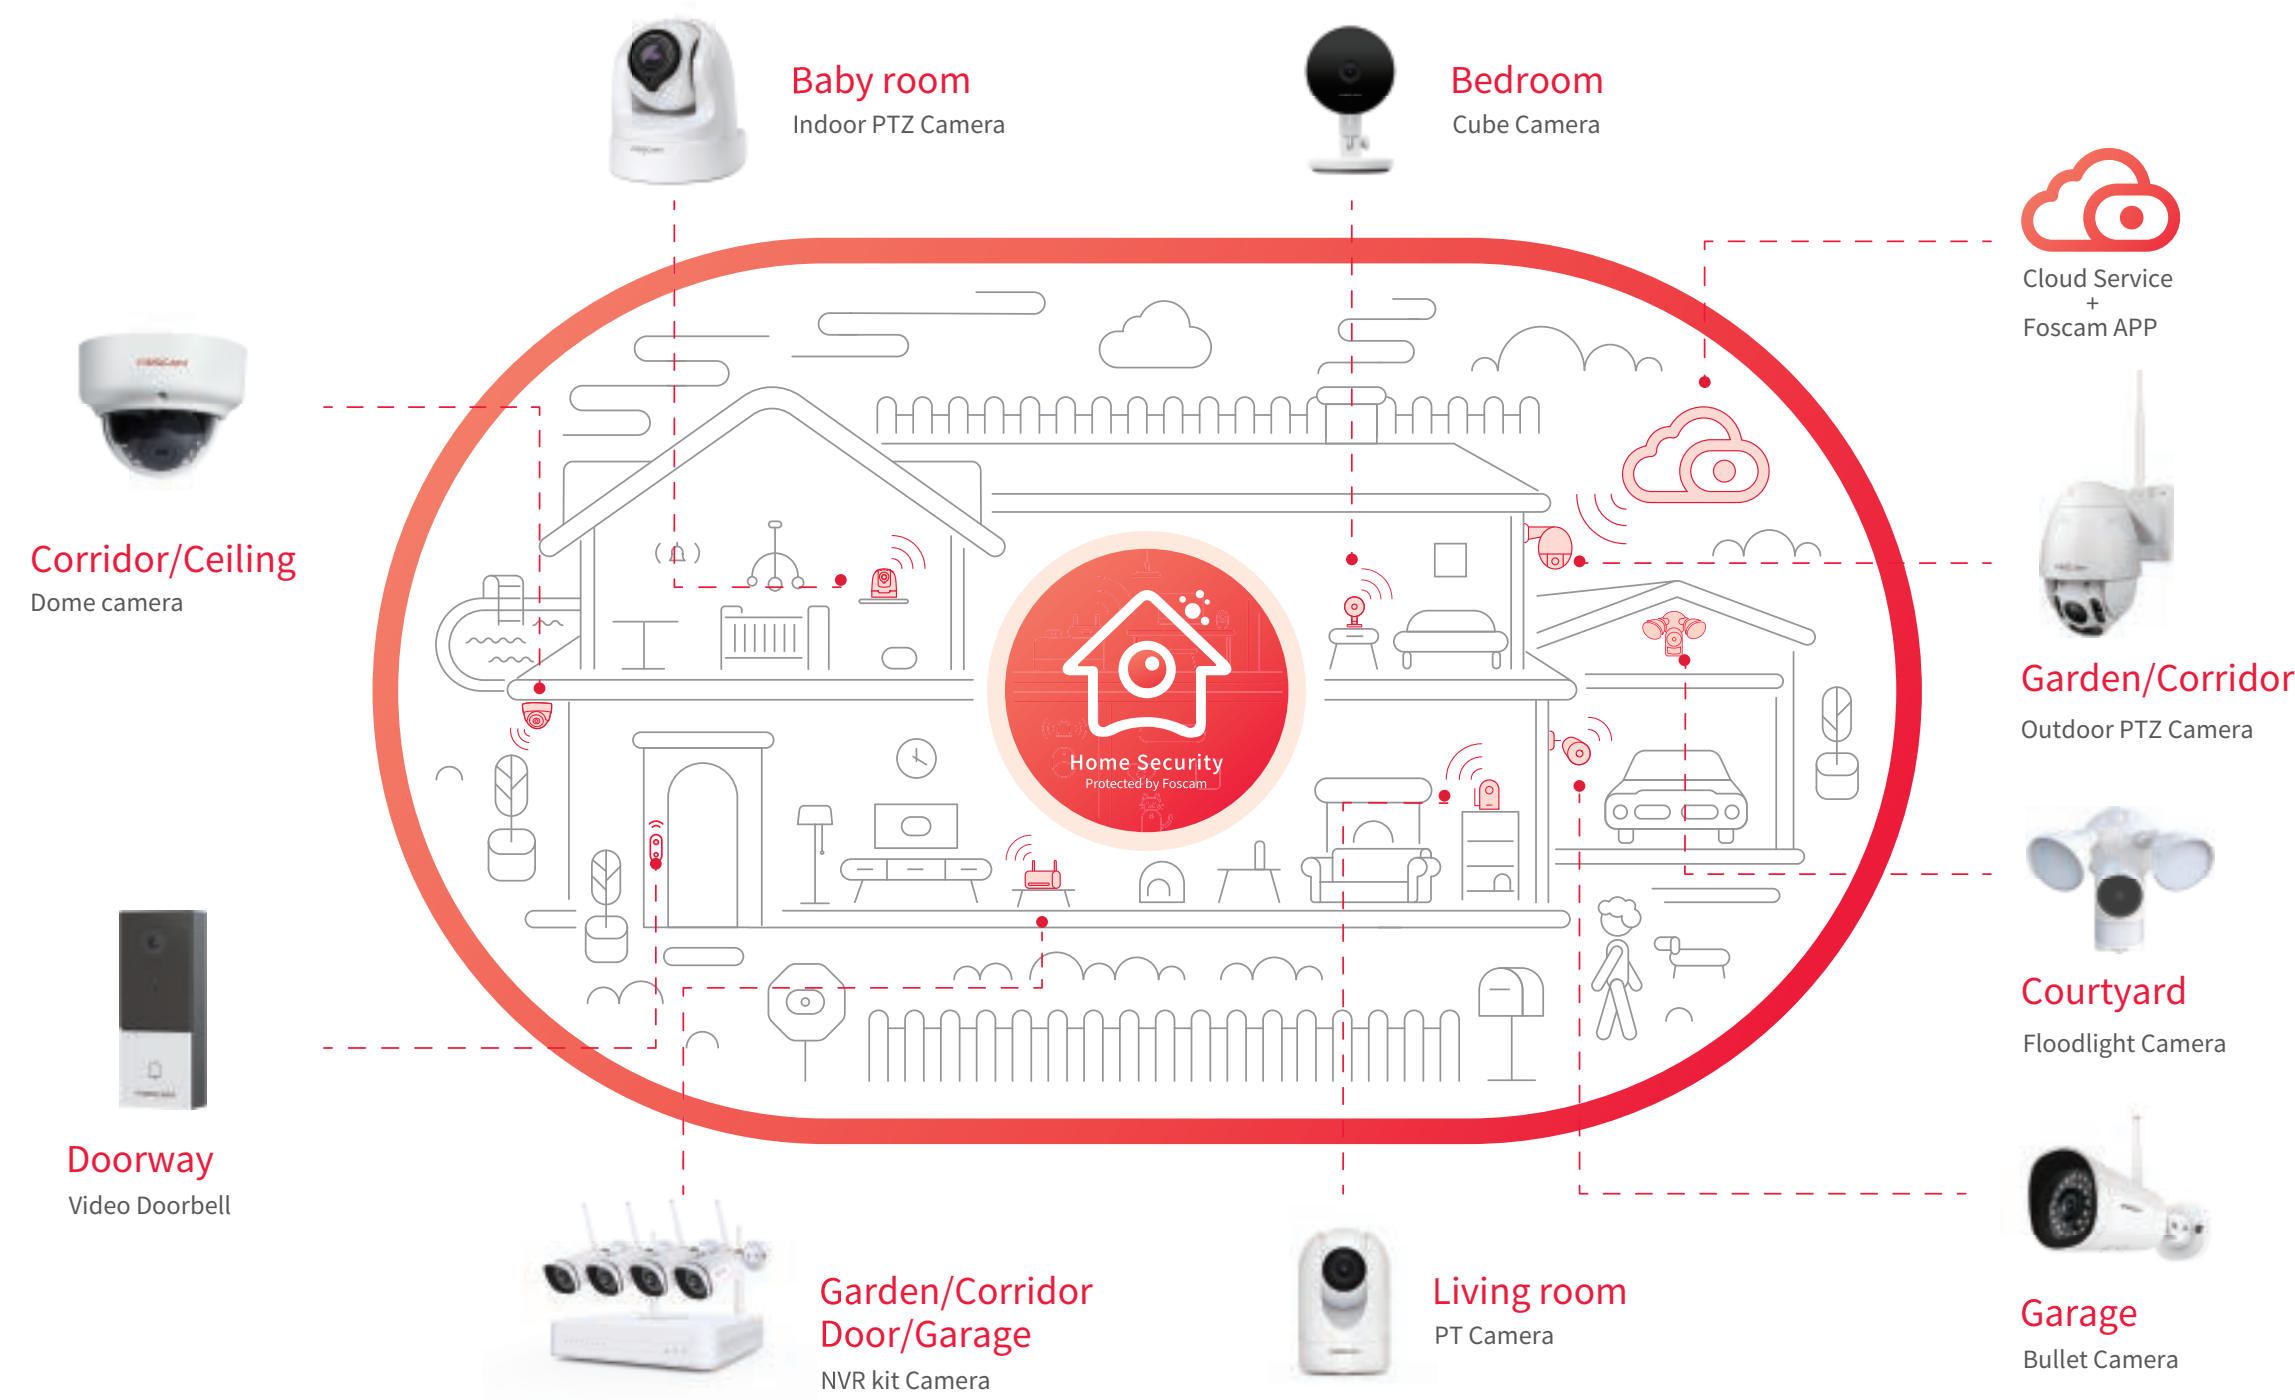 Baby room
Indoor PTZ Camera
Bedroom
Cube Camera
Cloud Service
+
Foscam APP
Corridor/Ceiling
Dome camera
Garden/Corridor
Outdoor PTZ Camera
Home Security
Protected by Foscam
Courtyard
Floodlight Camera
Doorway
Video Doorbell
Garden/Corridor
Door/Garage
NVR kit Camera
Living room
PT Camera
Garage
Bullet Camera